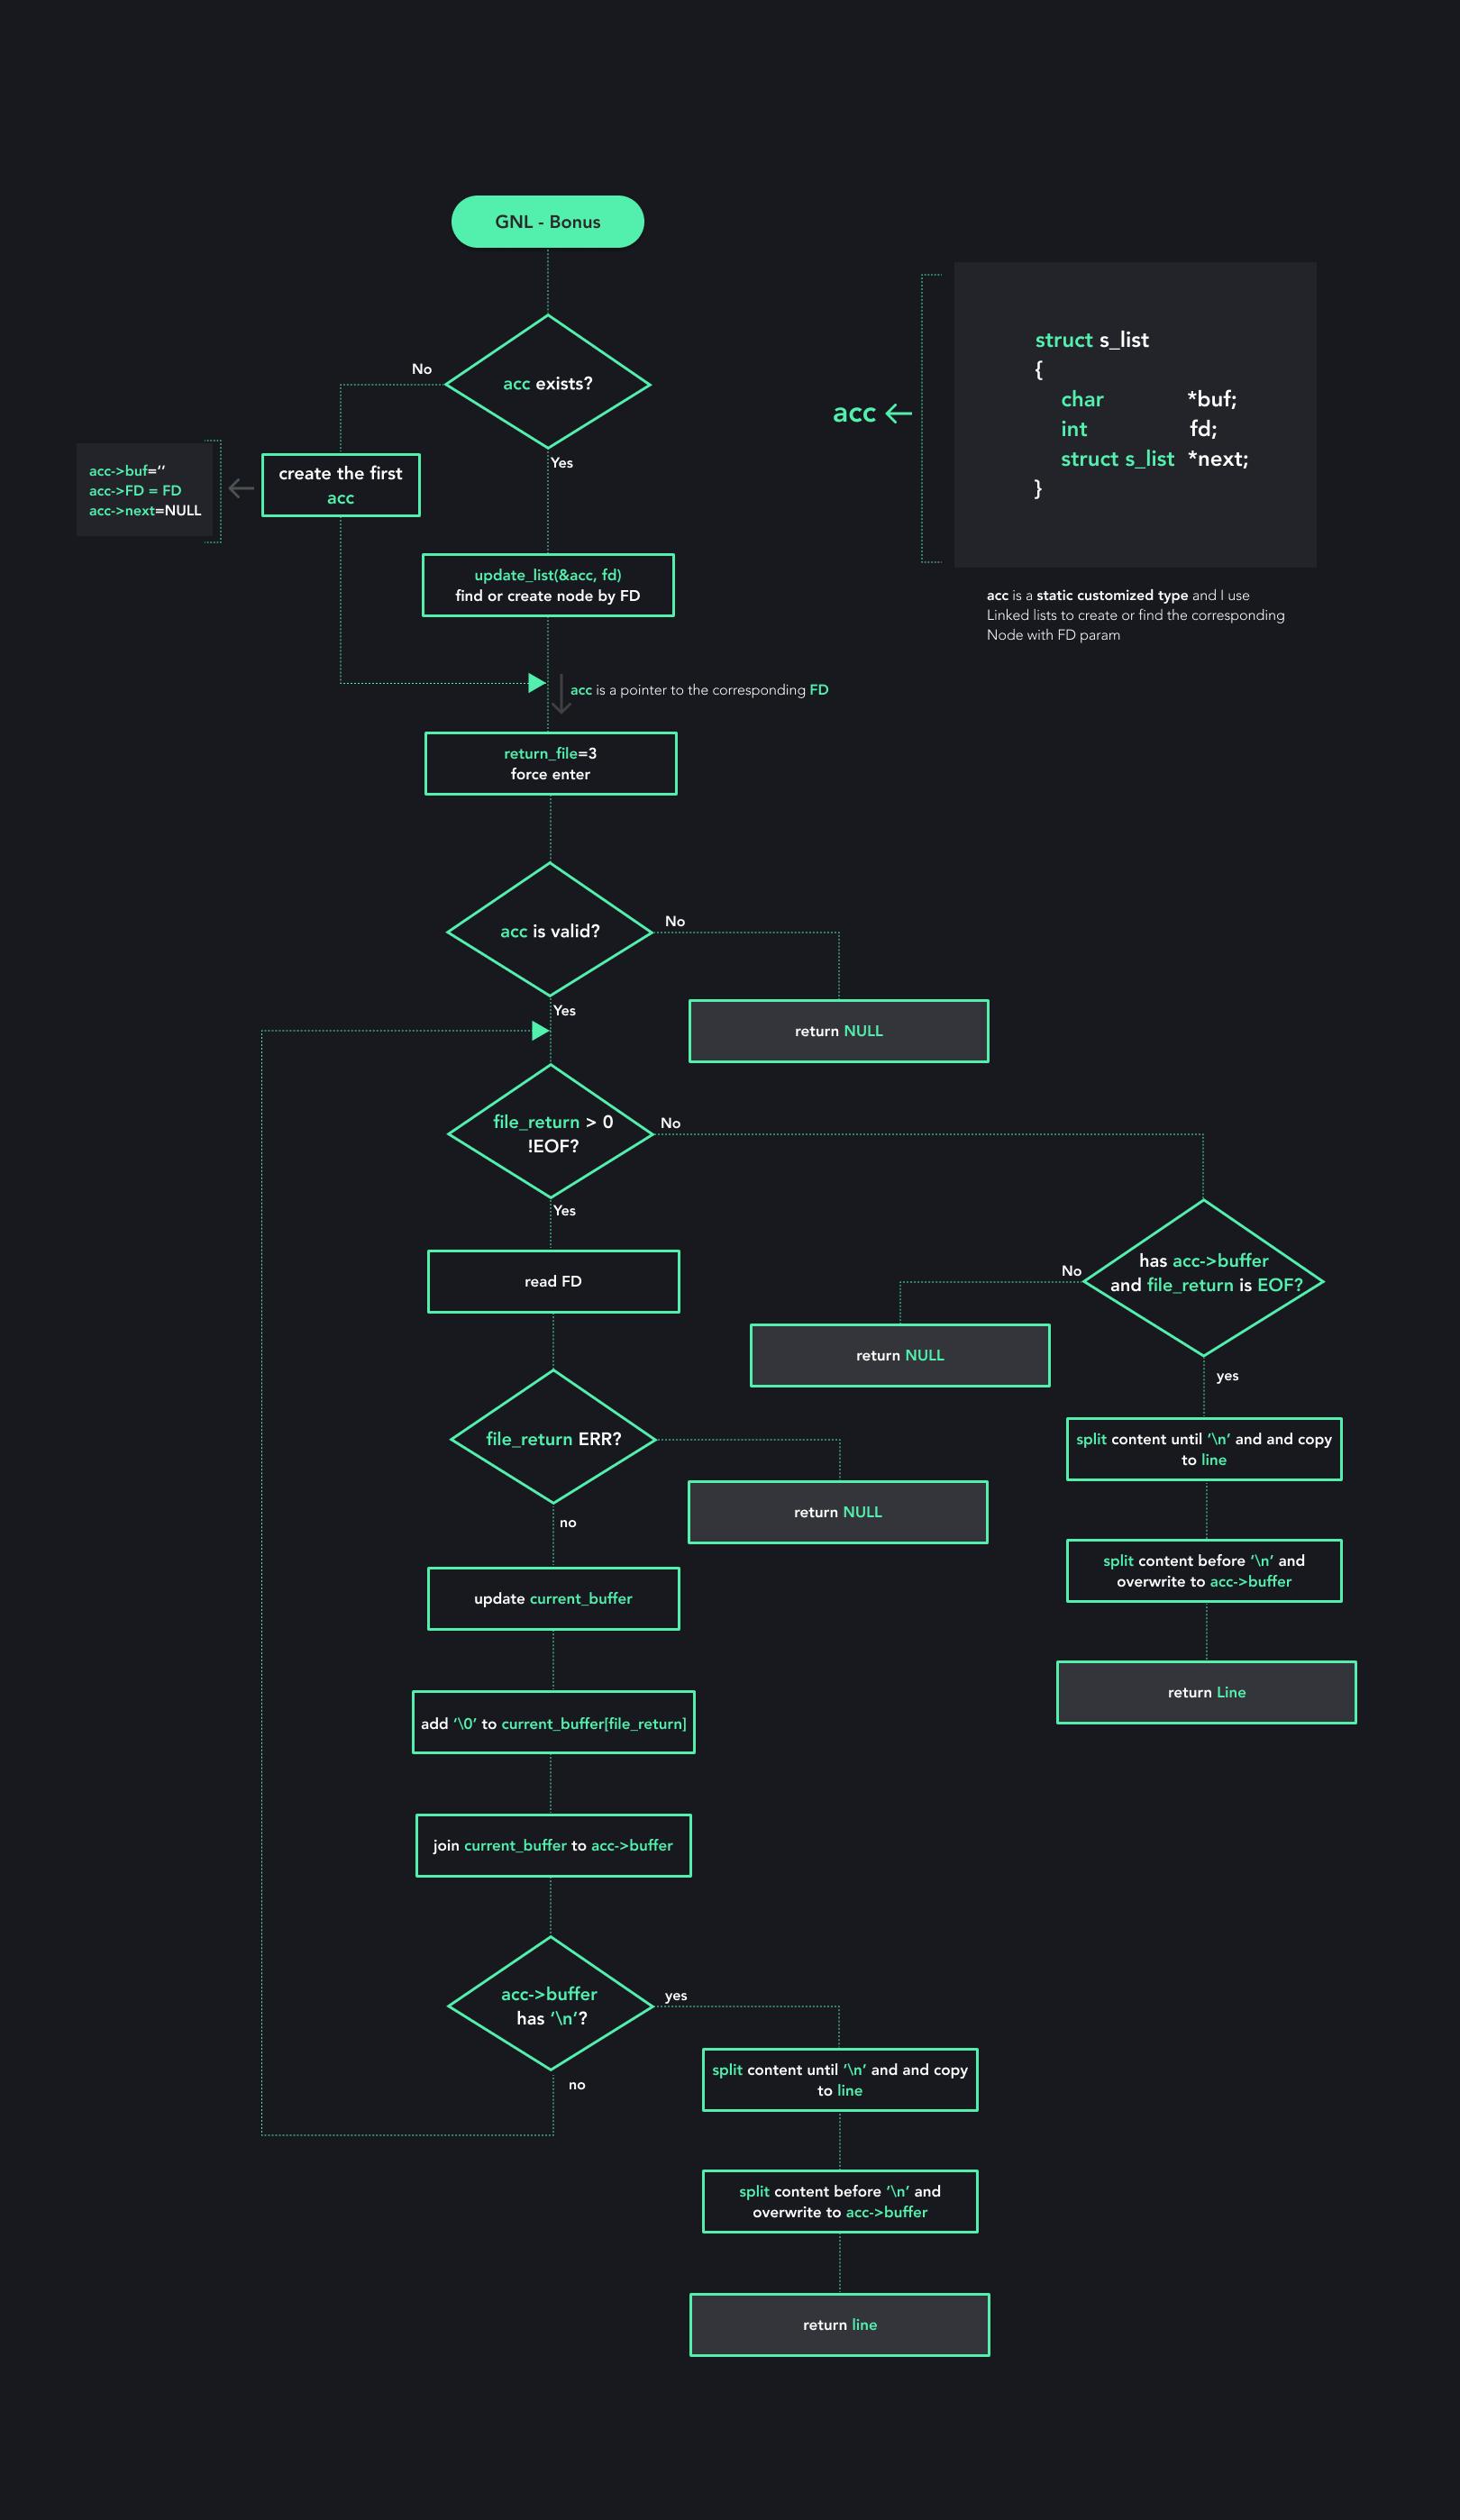 GNL - Bonus
acc exists?
No
Yes
create the first
acc
acc->buf=‘’
acc->FD = FD
acc->next=NULL
update_list(&acc, fd)
find or create node by FD
acc
struct s_list
{
char *buf;
int fd;
struct s_list *next;
}
acc is a static customized type and I use
Linked lists to create or find the corresponding
Node with FD param
acc is a pointer to the corresponding FD
return_file=3
force enter
acc is valid?
No
Yes
return NULL
file_return > 0
!EOF?
No
Yes
read FD
has acc->buffer
and file_return is EOF?
No
return NULL
yes
file_return ERR?
return NULL
no
split content until ‘\n’ and and copy
to line
split content before ‘\n’ and
overwrite to acc->buffer
return Line
update current_buffer
add ‘\0’ to current_buffer[file_return]
join current_buffer to acc->buffer
acc->buffer
has ‘\n’?
yes
no
split content until ‘\n’ and and copy
to line
split content before ‘\n’ and
overwrite to acc->buffer
return line